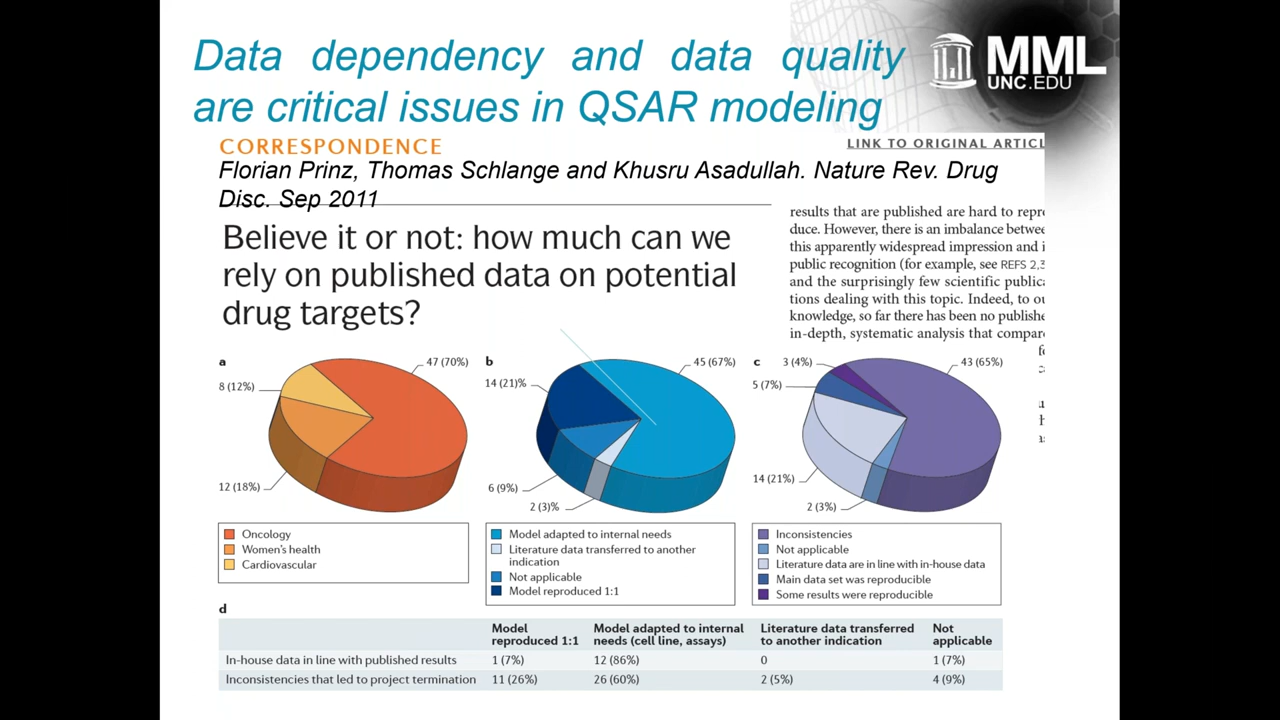 Data dependency and data quality
are critical issues in QSAR modeling
MML
UNC.EDU
CORRESPONDENCE
LINK TO ORIGINAL ARTICL
Florian Prinz, Thomas Schlange and Khusru Asadullah. Nature Rev. Drug
Disc. Sep 2011
Believe it or not: how much can we
rely on published data on potential
drug targets?
results that are published are hard to repro
duce. However, there is an imbalance betwee
this apparently widespread impression and i
public recognition (for example, see REFS 2,3
and the surprisingly few scientific publica
tions dealing with this topic. Indeed, to ou
knowledge, so far there has been no publishe
in-depth, systematic analysis that compare
a
47 (70%)
8 (12%)
12 (18%)
Oncology
Women's health
Cardiovascular
b
45 (67%)
14 (21)%
6 (9%)
2 (3)%
Model adapted to internal needs
Literature data transferred to another
indication
Not applicable
Model reproduced 1:1
c
3 (4%)
43 (65%)
5 (7%)
14 (21%)
2 (3%)
Inconsistencies
Not applicable
Literature data are in line with in-house data
Main data set was reproducible
Some results were reproducible
d
Model
reproduced 1:1
Model adapted to internal
needs (cell line, assays)
Literature data transferred
to another indication
Not
applicable
In-house data in line with published results 1 (7%) 12 (86%) 0 1 (7%)
Inconsistencies that led to project termination 11 (26%) 26 (60%) 2 (5%) 4 (9%)